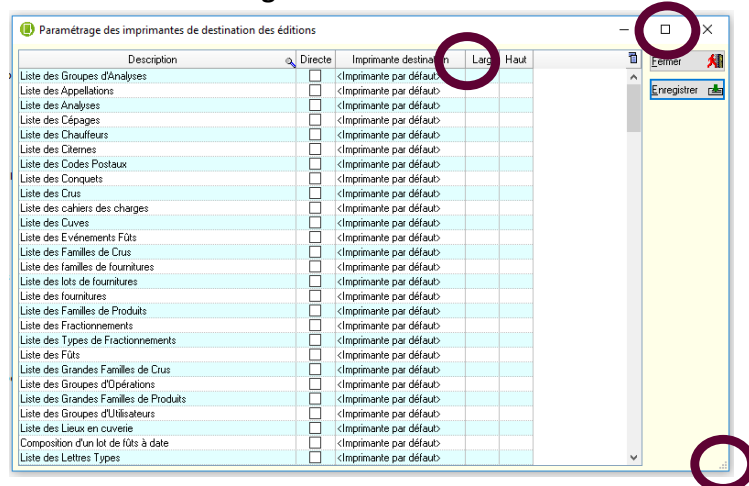 Paramétrage des imprimantes de destination des éditions
Description Directe Imprimante destination Larg Haut
Liste des Groupes d'Analyses <Imprimante par défaut>
Liste des Appellations <Imprimante par défaut>
Liste des Analyses <Imprimante par défaut>
Liste des Cépages <Imprimante par défaut>
Liste des Chauffeurs <Imprimante par défaut>
Liste des Citernes <Imprimante par défaut>
Liste des Codes Postaux <Imprimante par défaut>
Liste des Conquets <Imprimante par défaut>
Liste des Crus <Imprimante par défaut>
Liste des cahiers des charges <Imprimante par défaut>
Liste des Cuves <Imprimante par défaut>
Liste des Evénements Fûts <Imprimante par défaut>
Liste des Familles de Crus <Imprimante par défaut>
Liste des familles de fournitures <Imprimante par défaut>
Liste des lots de fournitures <Imprimante par défaut>
Liste des fournitures <Imprimante par défaut>
Liste des Familles de Produits <Imprimante par défaut>
Liste des Fractionnements <Imprimante par défaut>
Liste des Types de Fractionnements <Imprimante par défaut>
Liste des Fûts <Imprimante par défaut>
Liste des Grandes Familles de Crus <Imprimante par défaut>
Liste des Groupes d'Opérations <Imprimante par défaut>
Liste des Grandes Familles de Produits <Imprimante par défaut>
Liste des Groupes d'Utilisateurs <Imprimante par défaut>
Liste des Lieux en cuverie <Imprimante par défaut>
Composition d'un lot de fûts à date <Imprimante par défaut>
Liste des Lettres Types <Imprimante par défaut>
Fermer
Enregistrer